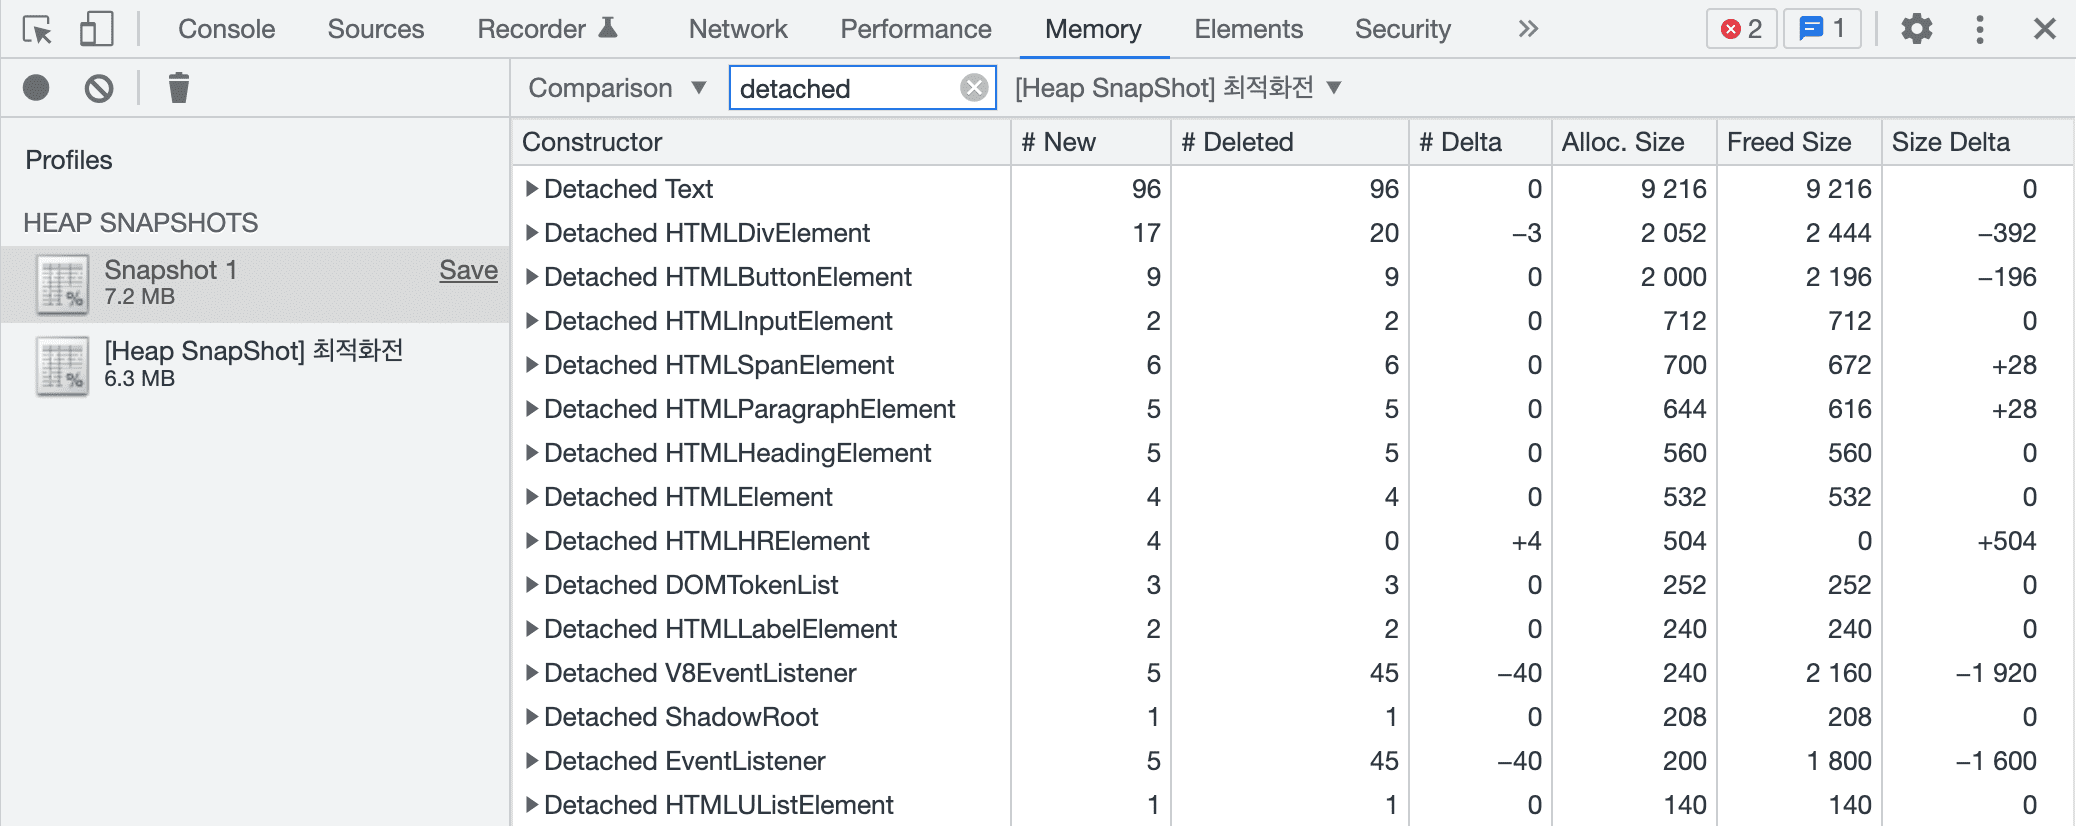 Console Sources Recorder Network Performance Memory Elements Security 2 1
Comparison detached [Heap SnapShot] 최적화전
Profiles
HEAP SNAPSHOTS
Snapshot 1 Save
7.2 MB
[Heap SnapShot] 최적화전
6.3 MB
Constructor # New # Deleted # Delta Alloc. Size Freed Size Size Delta
Detached Text 96 96 0 9 216 9 216 0
Detached HTMLDivElement 17 20 −3 2 052 2 444 −392
Detached HTMLButtonElement 9 9 0 2 000 2 196 −196
Detached HTMLInputElement 2 2 0 712 712 0
Detached HTMLSpanElement 6 6 0 700 672 +28
Detached HTMLParagraphElement 5 5 0 644 616 +28
Detached HTMLHeadingElement 5 5 0 560 560 0
Detached HTMLElement 4 4 0 532 532 0
Detached HTMLHRElement 4 0 +4 504 0 +504
Detached DOMTokenList 3 3 0 252 252 0
Detached HTMLLabelElement 2 2 0 240 240 0
Detached V8EventListener 5 45 −40 240 2 160 −1 920
Detached ShadowRoot 1 1 0 208 208 0
Detached EventListener 5 45 −40 200 1 800 −1 600
Detached HTMLUListElement 1 1 0 140 140 0